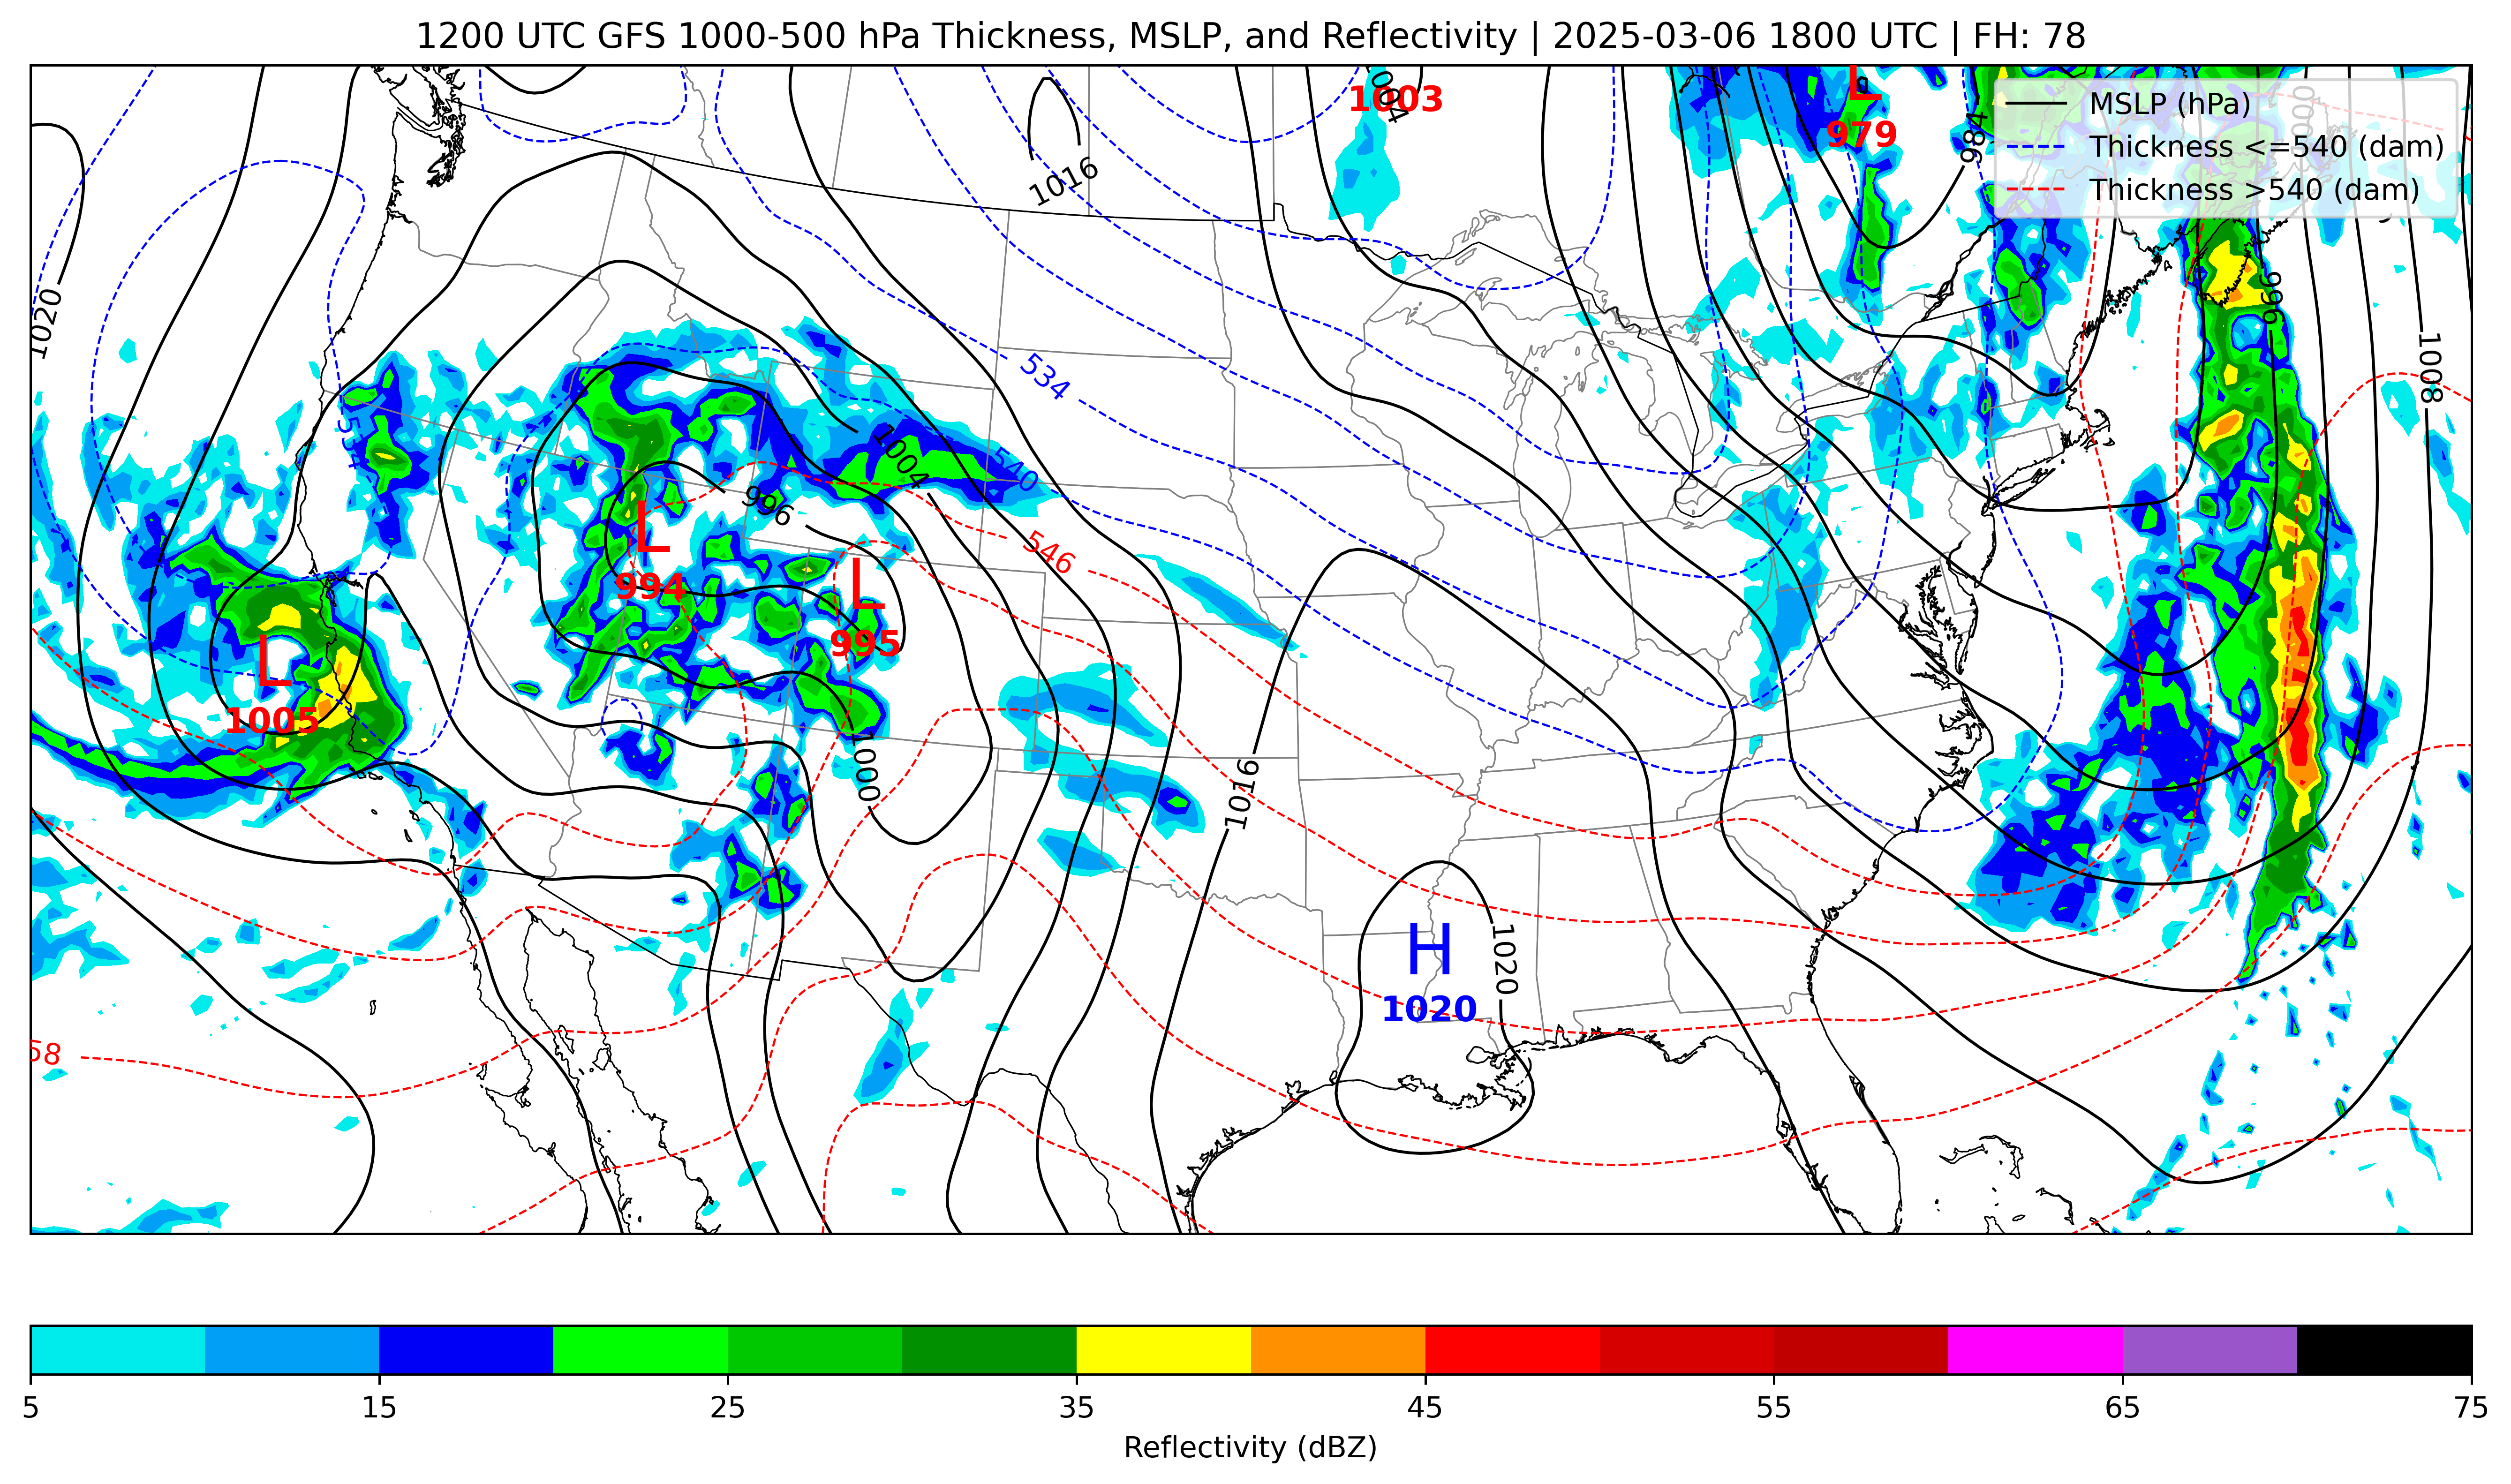 1200 UTC GFS 1000-500 hPa Thickness, MSLP, and Reflectivity | 2025-03-06 1800 UTC | FH: 78
MSLP (hPa)
Thickness <=540 (dam)
Thickness >540 (dam)
1003
1004
L
979
984
1016
1020
996
1008
534
1004
540
996
546
L
994
L
995
L
1005
1000
1016
H
1020
1020
58
5
15
25
35
45
55
65
75
Reflectivity (dBZ)